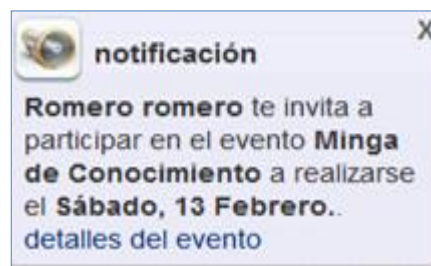 X
notificación
Romero romero te invita a
participar en el evento Minga
de Conocimiento a realizarse
el Sábado, 13 Febrero..
detalles del evento